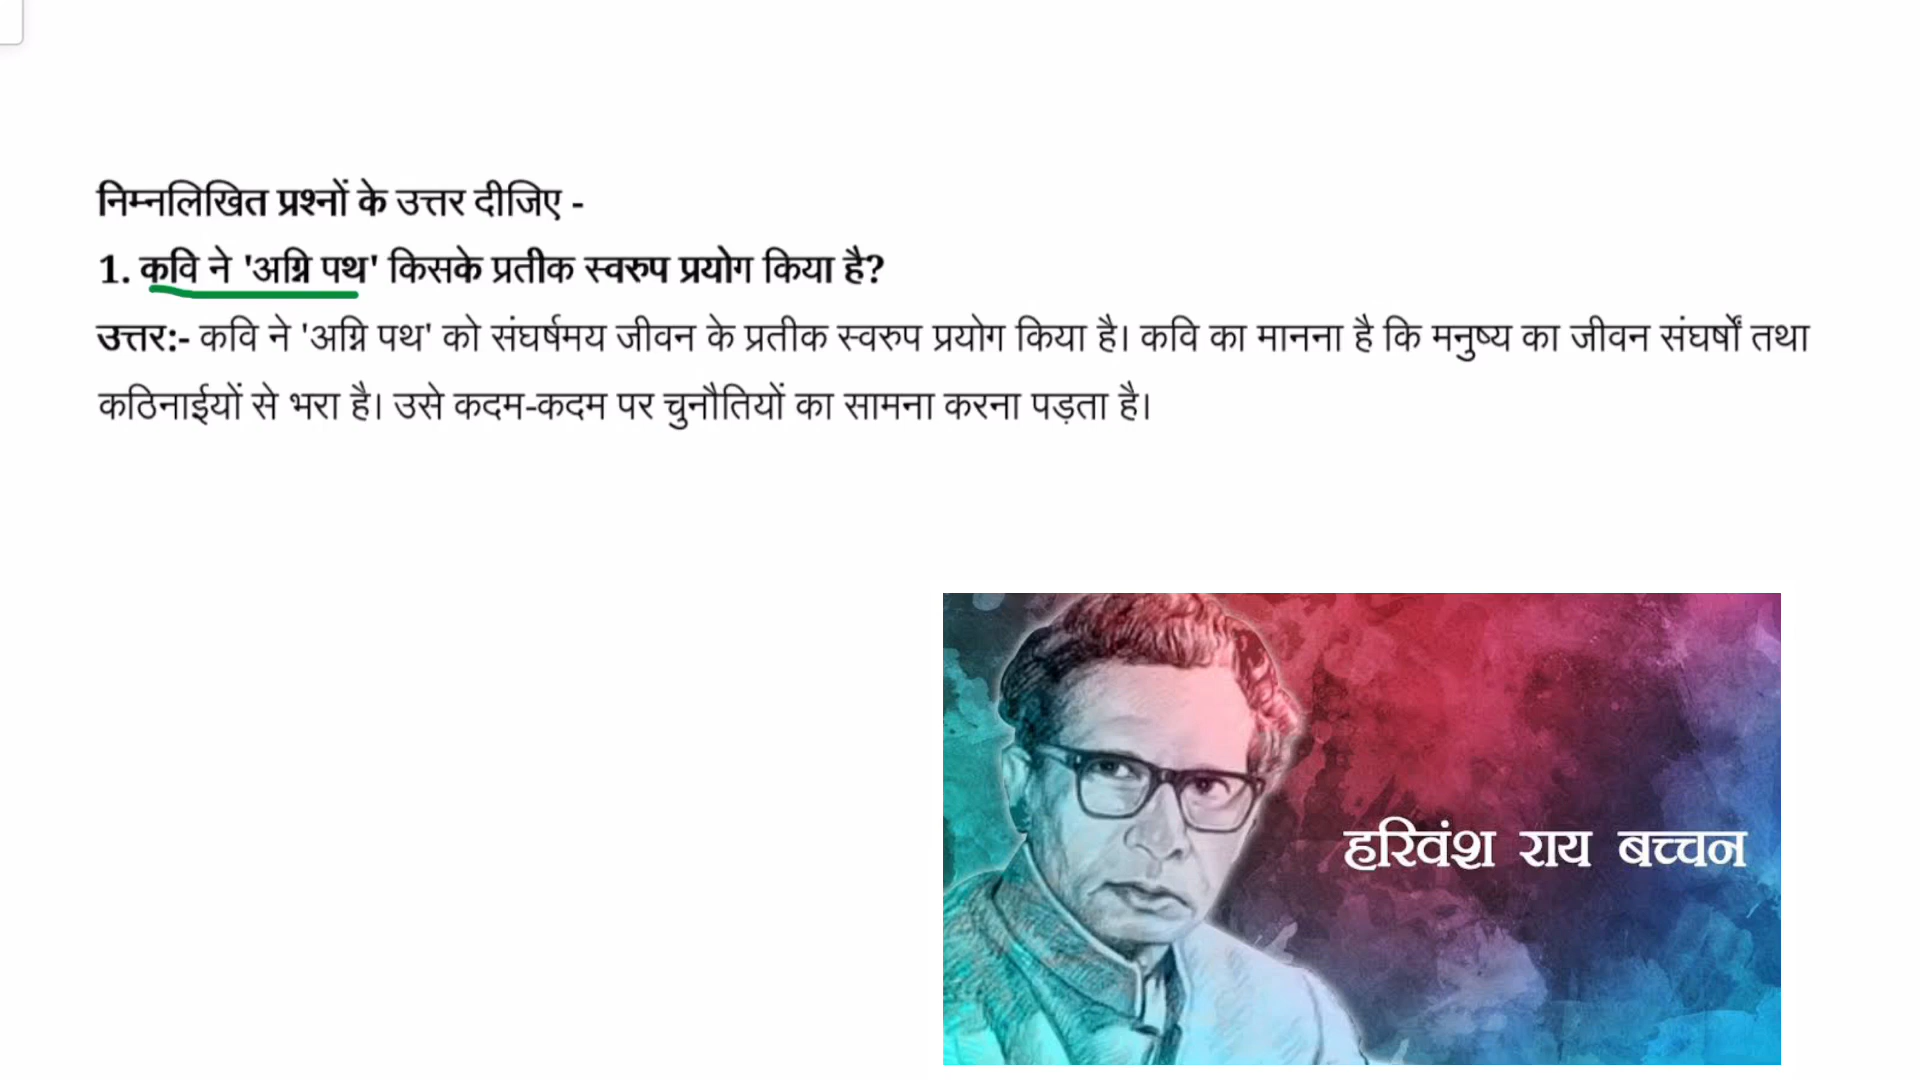 निम्नलिखित प्रश्नों के उत्तर दीजिए -
1. कवि ने 'अग्नि पथ' किसके प्रतीक स्वरुप प्रयोग किया है?
उत्तर:- कवि ने 'अग्नि पथ' को संघर्षमय जीवन के प्रतीक स्वरुप प्रयोग किया है। कवि का मानना है कि मनुष्य का जीवन संघर्षों तथा
कठिनाईयों से भरा है। उसे कदम-कदम पर चुनौतियों का सामना करना पड़ता है।
हरिवंश राय बच्चन